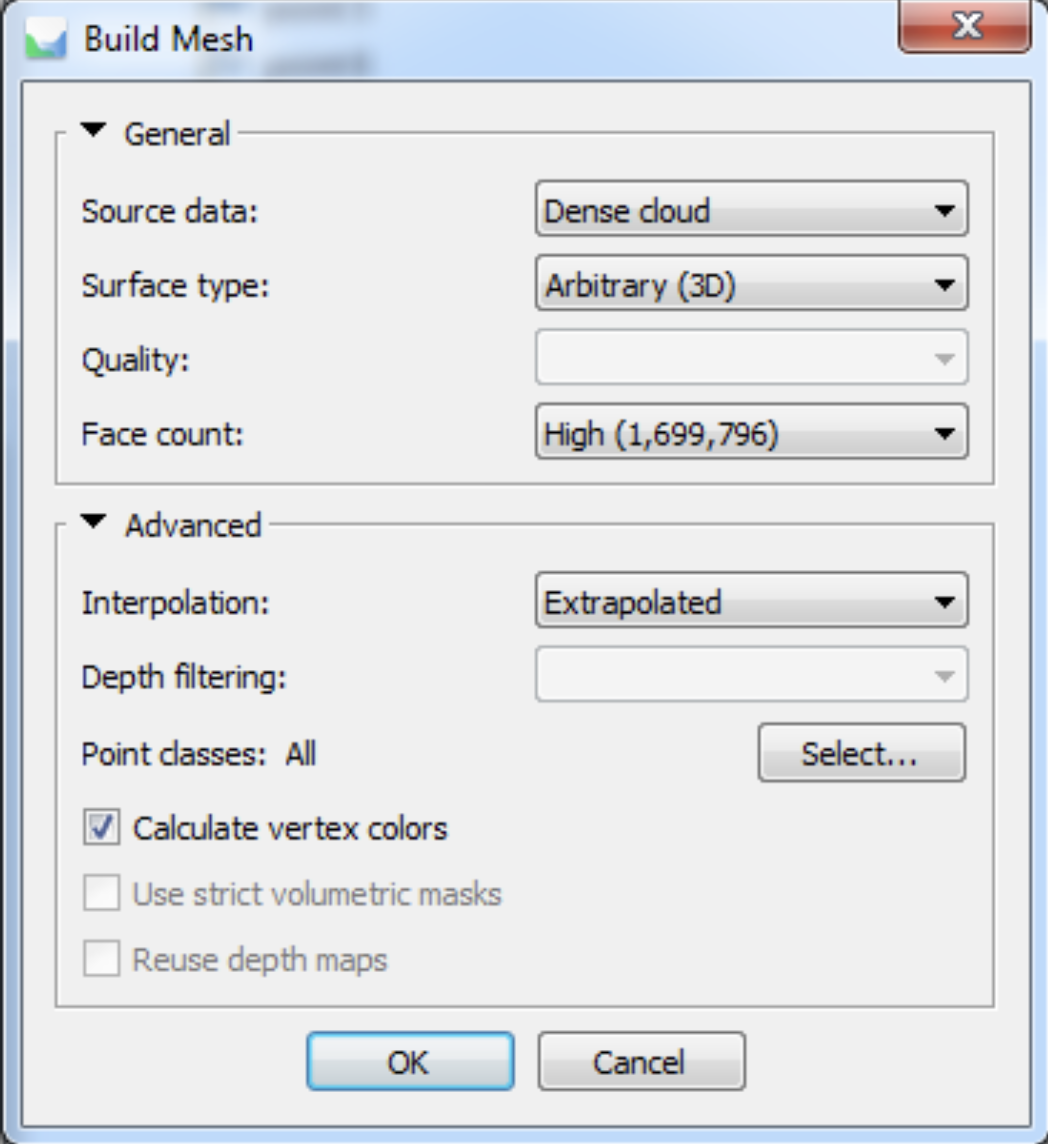 Build Mesh
General
Source data: Dense cloud
Surface type: Arbitrary (3D)
Quality:
Face count: High (1,699,796)
Advanced
Interpolation: Extrapolated
Depth filtering:
Point classes: All Select...
Calculate vertex colors
Use strict volumetric masks
Reuse depth maps
OK Cancel